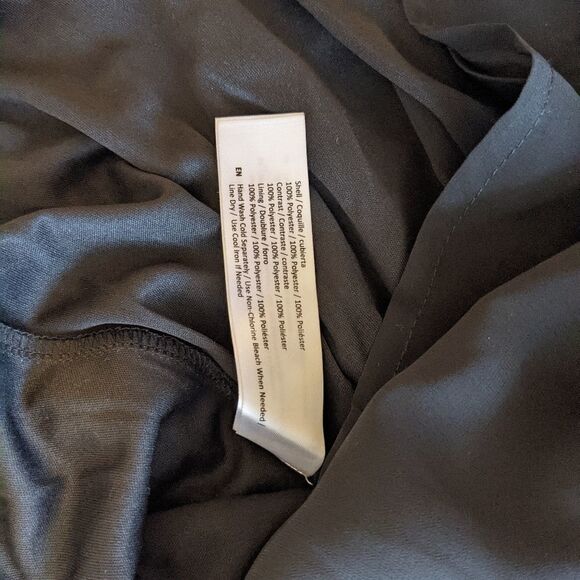 Shell / Coquille / cubierta
100% Polyester / 100% Polyester / 100% Poliéster
Contrast / Contraste / contraste
100% Polyester / 100% Polyester / 100% Poliéster
Lining / Doublure / forro
100% Polyester / 100% Polyester / 100% Poliéster
EN Hand Wash Cold Separately / Use Non-Chlorine Bleach When Needed /
Line Dry / Use Cool Iron If Needed